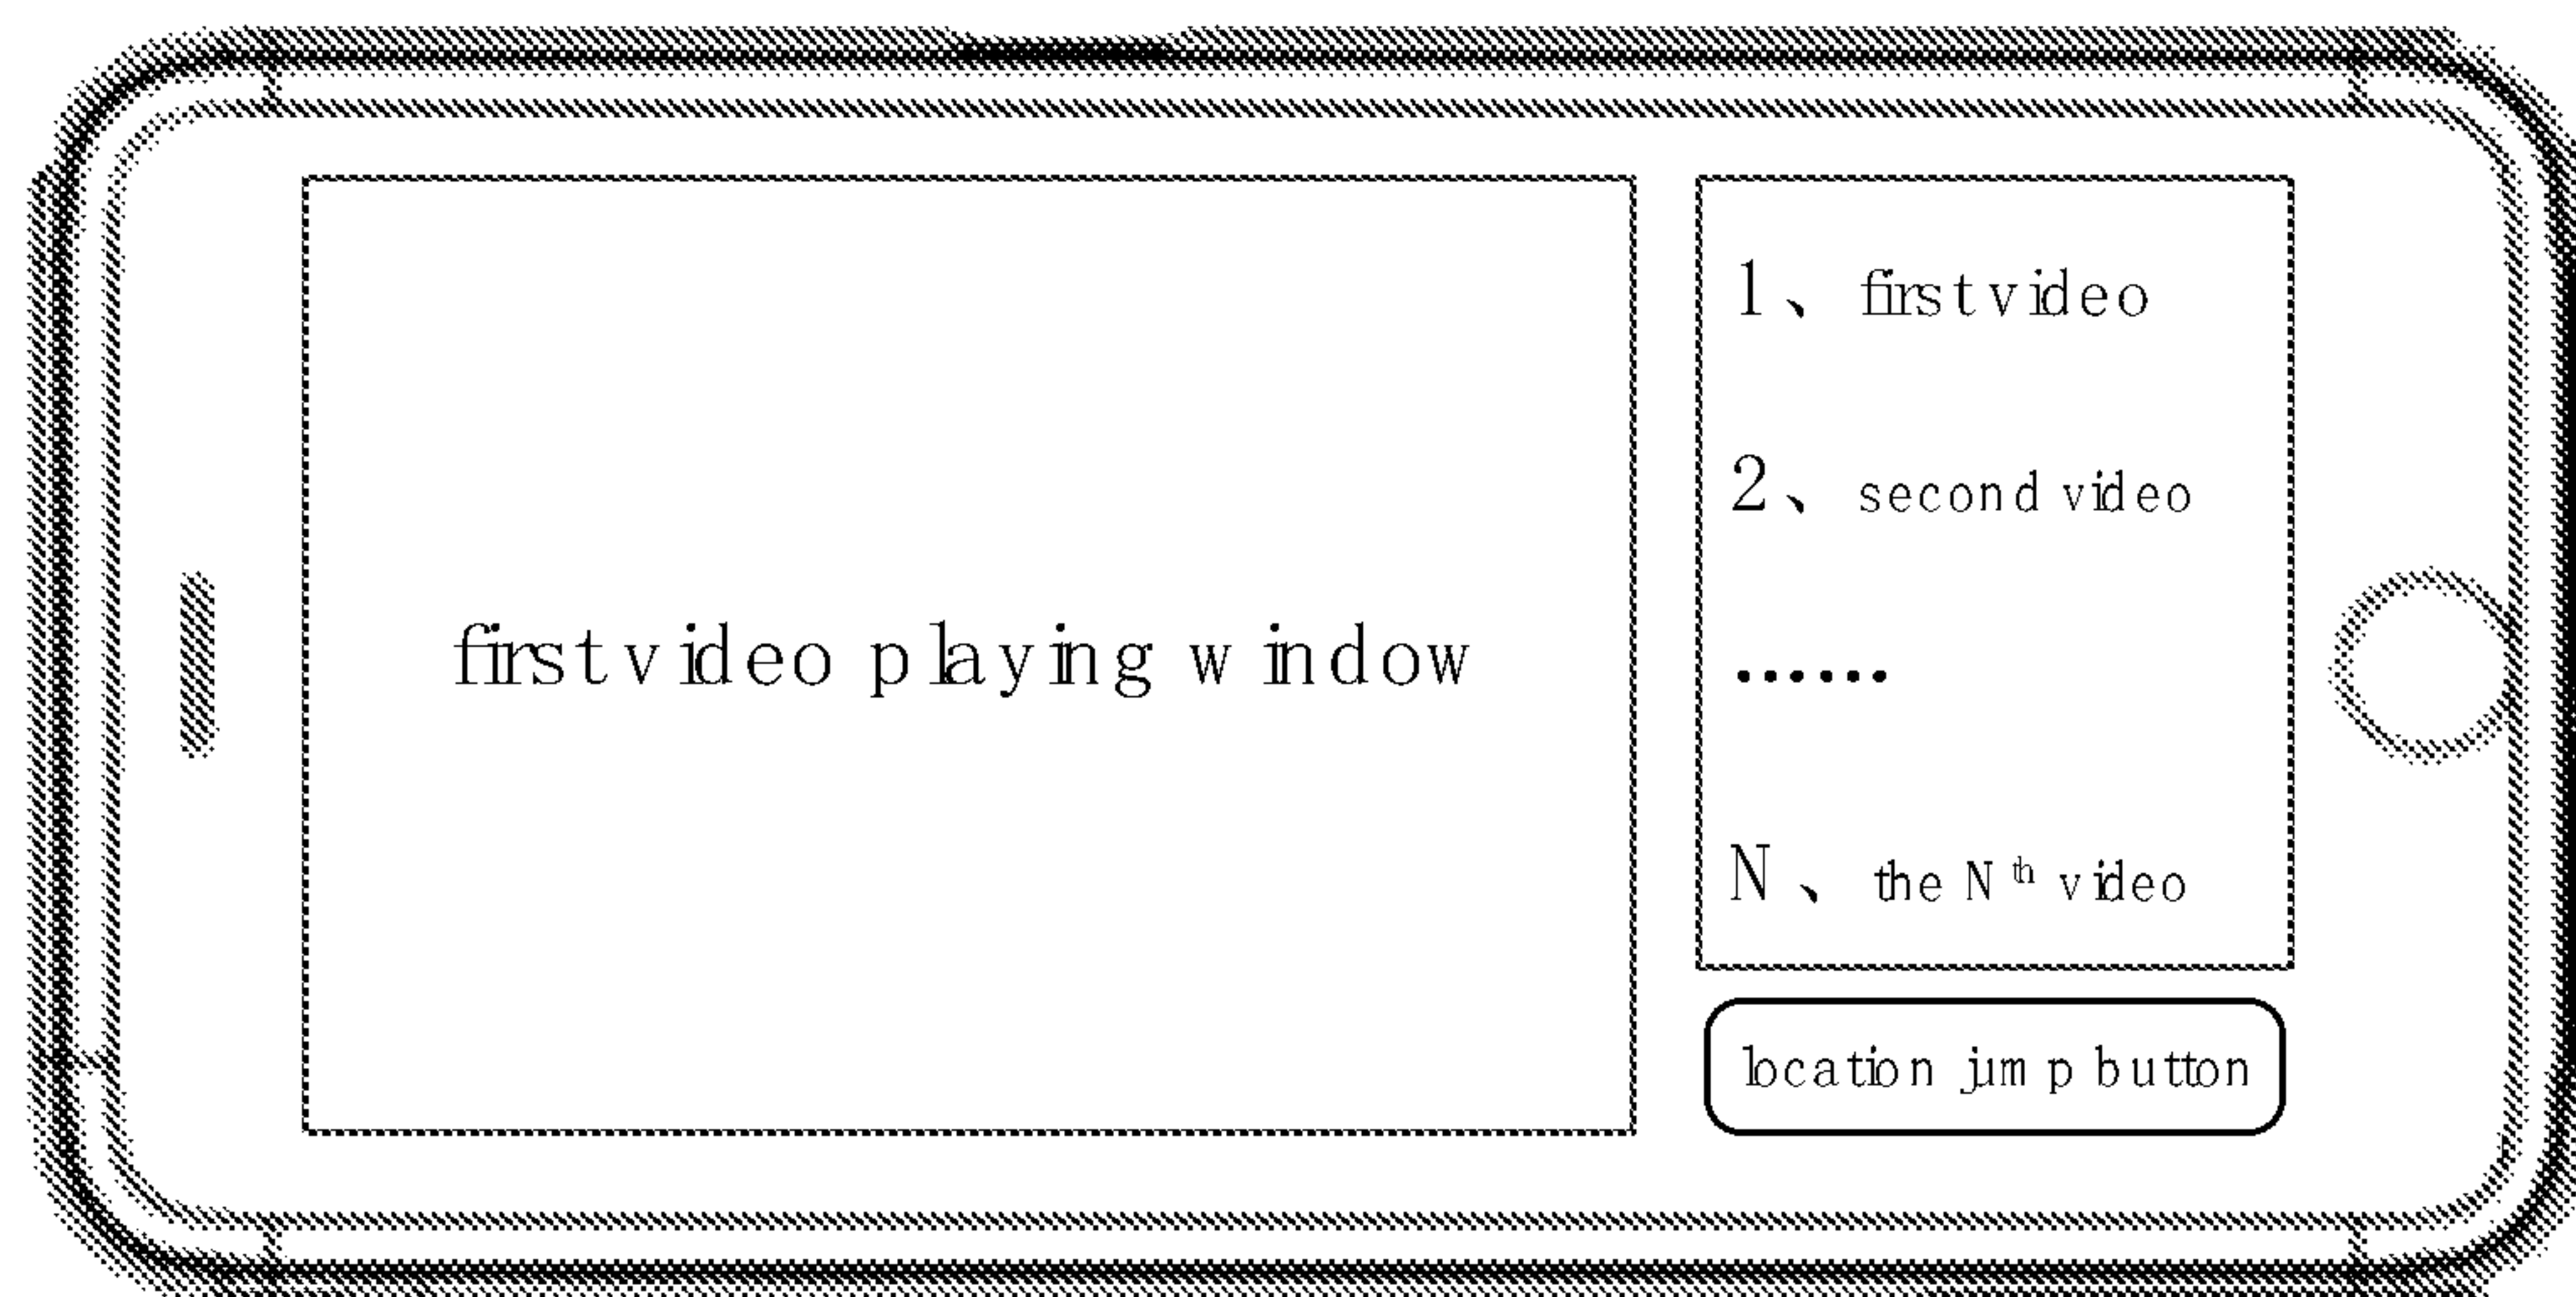 first video playing window
1、first video
2、second video
......
N、the Nth video
location jump button